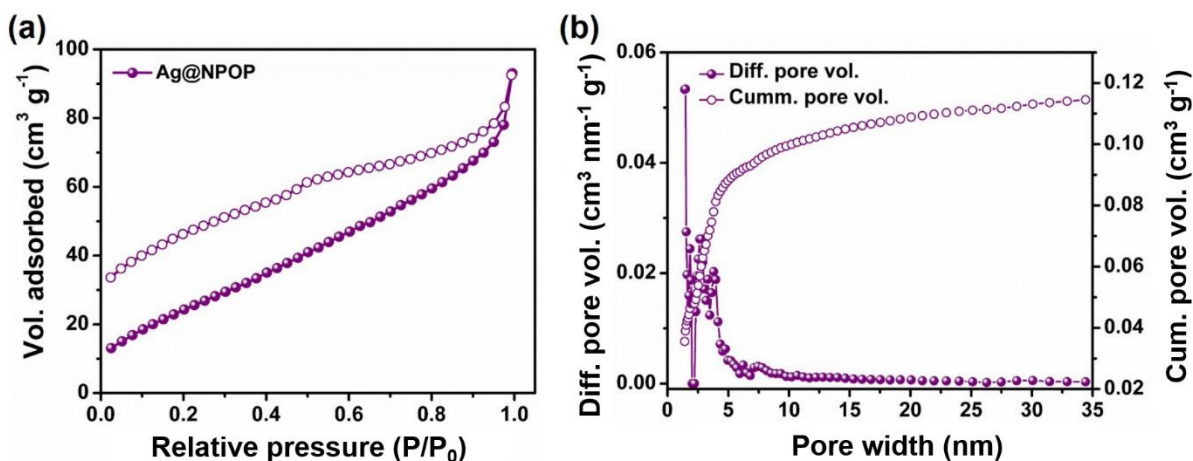 (a)
100
80
60
40
20
0
Vol. adsorbed (cm³ g⁻¹)
Ag@NPOP
0.0 0.2 0.4 0.6 0.8 1.0
Relative pressure (P/P₀)
(b)
0.06
0.04
0.02
0.00
Diff. pore vol. (cm³ nm⁻¹ g⁻¹)
Diff. pore vol.
Cumm. pore vol.
0.12
0.10
0.08
0.06
0.04
0.02
Cum. pore vol. (cm³ g⁻¹)
0 5 10 15 20 25 30 35
Pore width (nm)